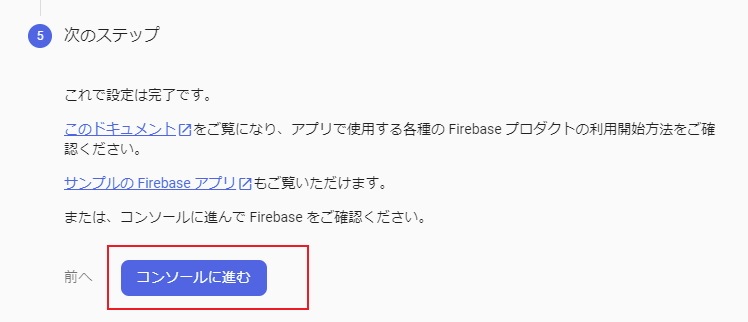 5 次のステップ
これで設定は完了です。
このドキュメントをご覧になり、アプリで使用する各種の Firebase プロダクトの利用開始方法をご確
認ください。
サンプルの Firebase アプリもご覧いただけます。
または、コンソールに進んで Firebase をご確認ください。
前へ コンソールに進む